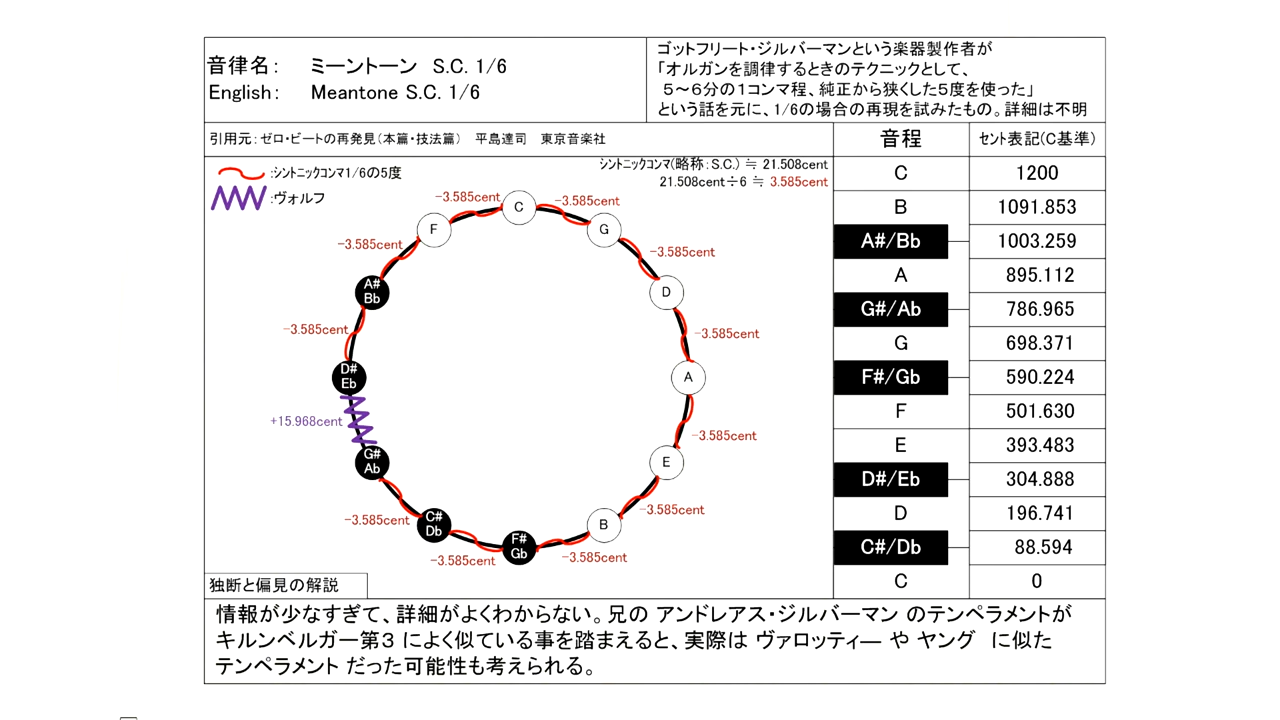 音律名： ミーントーン S.C. 1/6
English： Meantone S.C. 1/6
ゴットフリート・ジルバーマンという楽器製作者が
「オルガンを調律するときのテクニックとして、
５～６分の１コンマ程、純正から狭くした５度を使った」
という話を元に、1/6の場合の再現を試みたもの。詳細は不明
引用元：ゼロ・ビートの再発見（本篇・技法篇） 平島達司 東京音楽社
音程
セント表記（C基準）
:シントニックコンマ1/6の5度
:ヴォルフ
シントニックコンマ(略称：S.C.) ≒ 21.508cent
21.508cent÷6 ≒ 3.585cent
C
-3.585cent
G
-3.585cent
D
-3.585cent
A
-3.585cent
E
-3.585cent
B
-3.585cent
F#
Gb
-3.585cent
C#
Db
-3.585cent
G#
Ab
+15.968cent
D#
Eb
-3.585cent
A#
Bb
-3.585cent
F
-3.585cent
C 1200
B 1091.853
A#/Bb 1003.259
A 895.112
G#/Ab 786.965
G 698.371
F#/Gb 590.224
F 501.630
E 393.483
D#/Eb 304.888
D 196.741
C#/Db 88.594
C 0
独断と偏見の解説
情報が少なすぎて、詳細がよくわからない。兄の アンドレアス・ジルバーマン のテンペラメントが
キルンベルガー第３ によく似ている事を踏まえると、実際は ヴァロッティ― や ヤング に似た
テンペラメント だった可能性も考えられる。